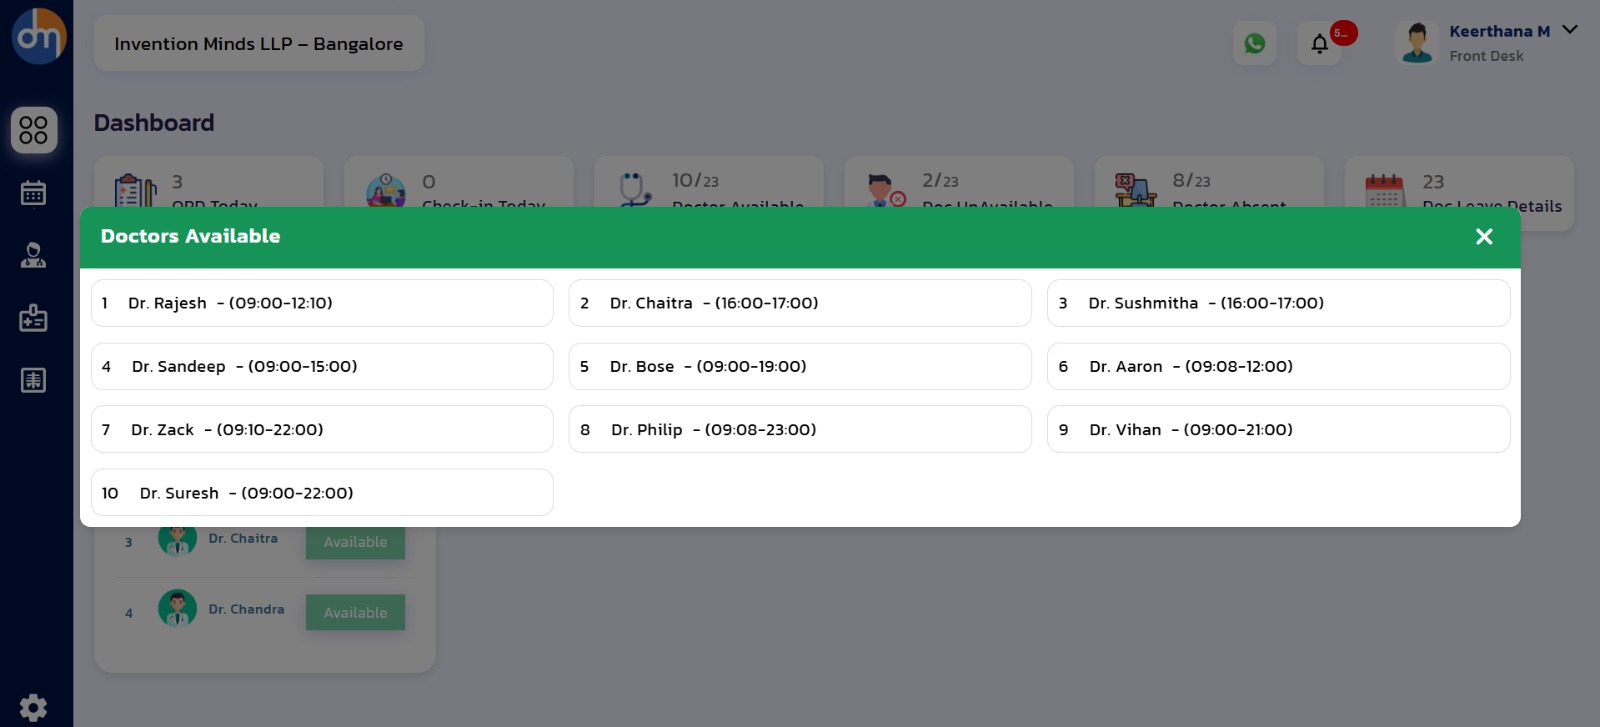 dm
Invention Minds LLP – Bangalore
5...
Keerthana M
Front Desk
Dashboard
3
OPD Today
0
Check-in Today
10/23
Doctor Available
2/23
Doc UnAvailable
8/23
Doctor Absent
23
Doc Leave Details
Doctors Available
1 Dr. Rajesh - (09:00-12:10)
2 Dr. Chaitra - (16:00-17:00)
3 Dr. Sushmitha - (16:00-17:00)
4 Dr. Sandeep - (09:00-15:00)
5 Dr. Bose - (09:00-19:00)
6 Dr. Aaron - (09:08-12:00)
7 Dr. Zack - (09:10-22:00)
8 Dr. Philip - (09:08-23:00)
9 Dr. Vihan - (09:00-21:00)
10 Dr. Suresh - (09:00-22:00)
3 Dr. Chaitra Available
4 Dr. Chandra Available